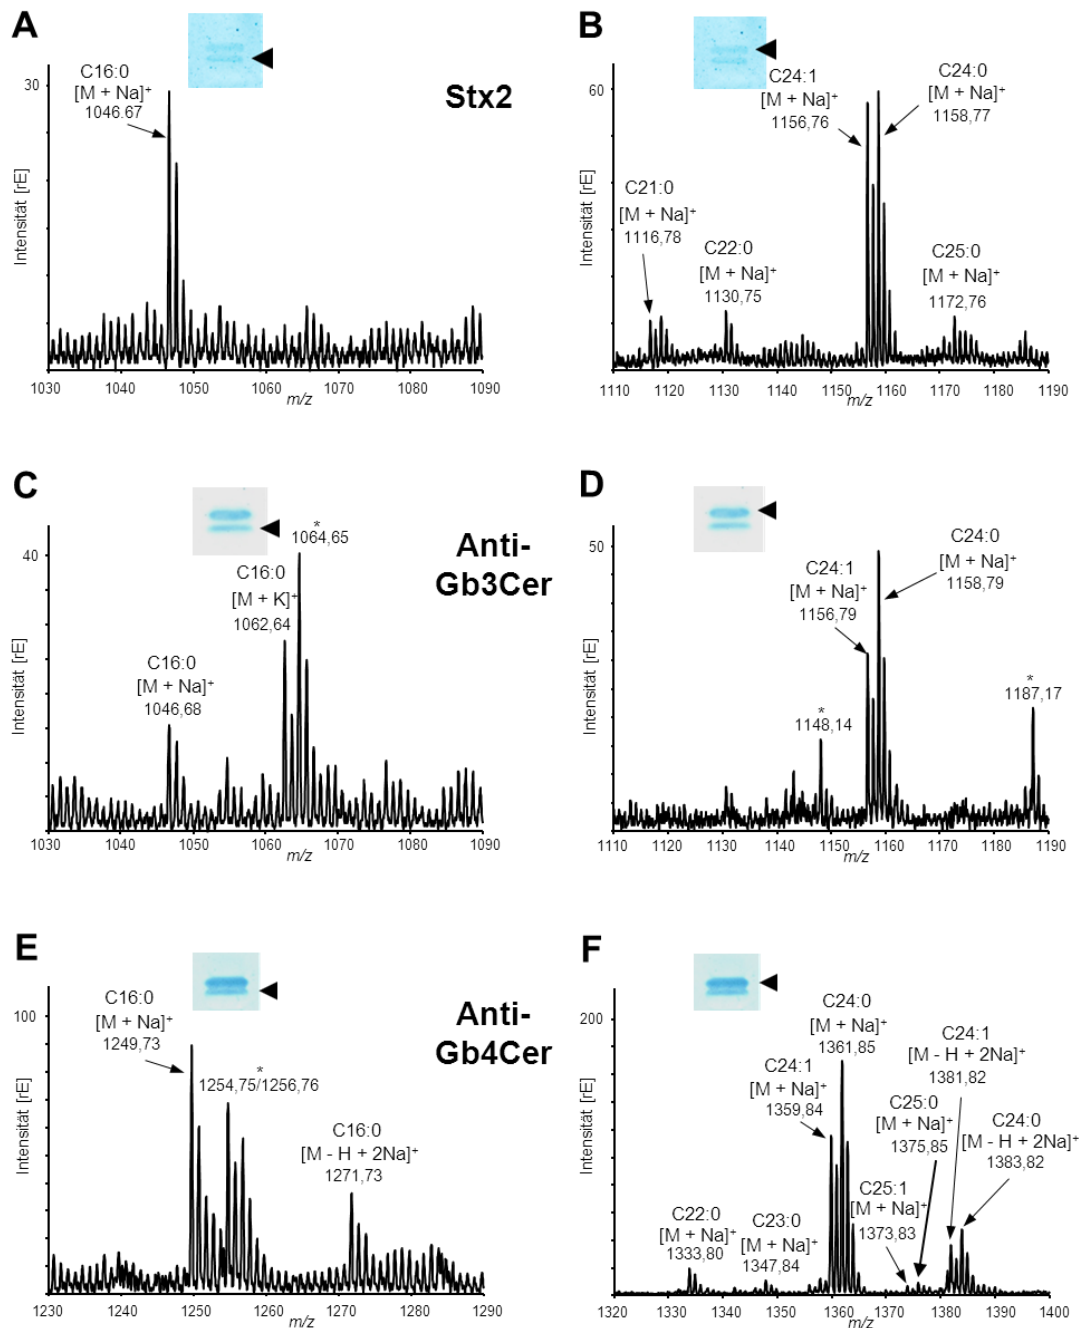 A
C16:0
[M + Na]⁺
1046.67
30
Intensität [rE]
1030 1040 1050 1060 1070 1080 1090
m/z
Stx2
B
C24:1
[M + Na]⁺
1156,76
C24:0
[M + Na]⁺
1158,77
60
C21:0
[M + Na]⁺
1116,78
C22:0
[M + Na]⁺
1130,75
C25:0
[M + Na]⁺
1172,76
Intensität [rE]
1110 1120 1130 1140 1150 1160 1170 1180 1190
m/z
C
*
1064,65
40
C16:0
[M + K]⁺
1062,64
C16:0
[M + Na]⁺
1046,68
Intensität [rE]
1030 1040 1050 1060 1070 1080 1090
m/z
Anti-
Gb3Cer
D
50
C24:0
[M + Na]⁺
1158,79
C24:1
[M + Na]⁺
1156,79
*
1148,14
*
1187,17
Intensität [rE]
1110 1120 1130 1140 1150 1160 1170 1180 1190
m/z
E
C16:0
[M + Na]⁺
1249,73
100
*
1254,75/1256,76
C16:0
[M - H + 2Na]⁺
1271,73
Intensität [rE]
1230 1240 1250 1260 1270 1280 1290
m/z
Anti-
Gb4Cer
F
200
C24:0
[M + Na]⁺
1361,85
C24:1
[M - H + 2Na]⁺
1381,82
C24:1
[M + Na]⁺
1359,84
C25:0
[M + Na]⁺
1375,85
C24:0
[M - H + 2Na]⁺
1383,82
C25:1
[M + Na]⁺
1373,83
C22:0
[M + Na]⁺
1333,80
C23:0
[M + Na]⁺
1347,84
Intensität [rE]
1320 1330 1340 1350 1360 1370 1380 1390 1400
m/z